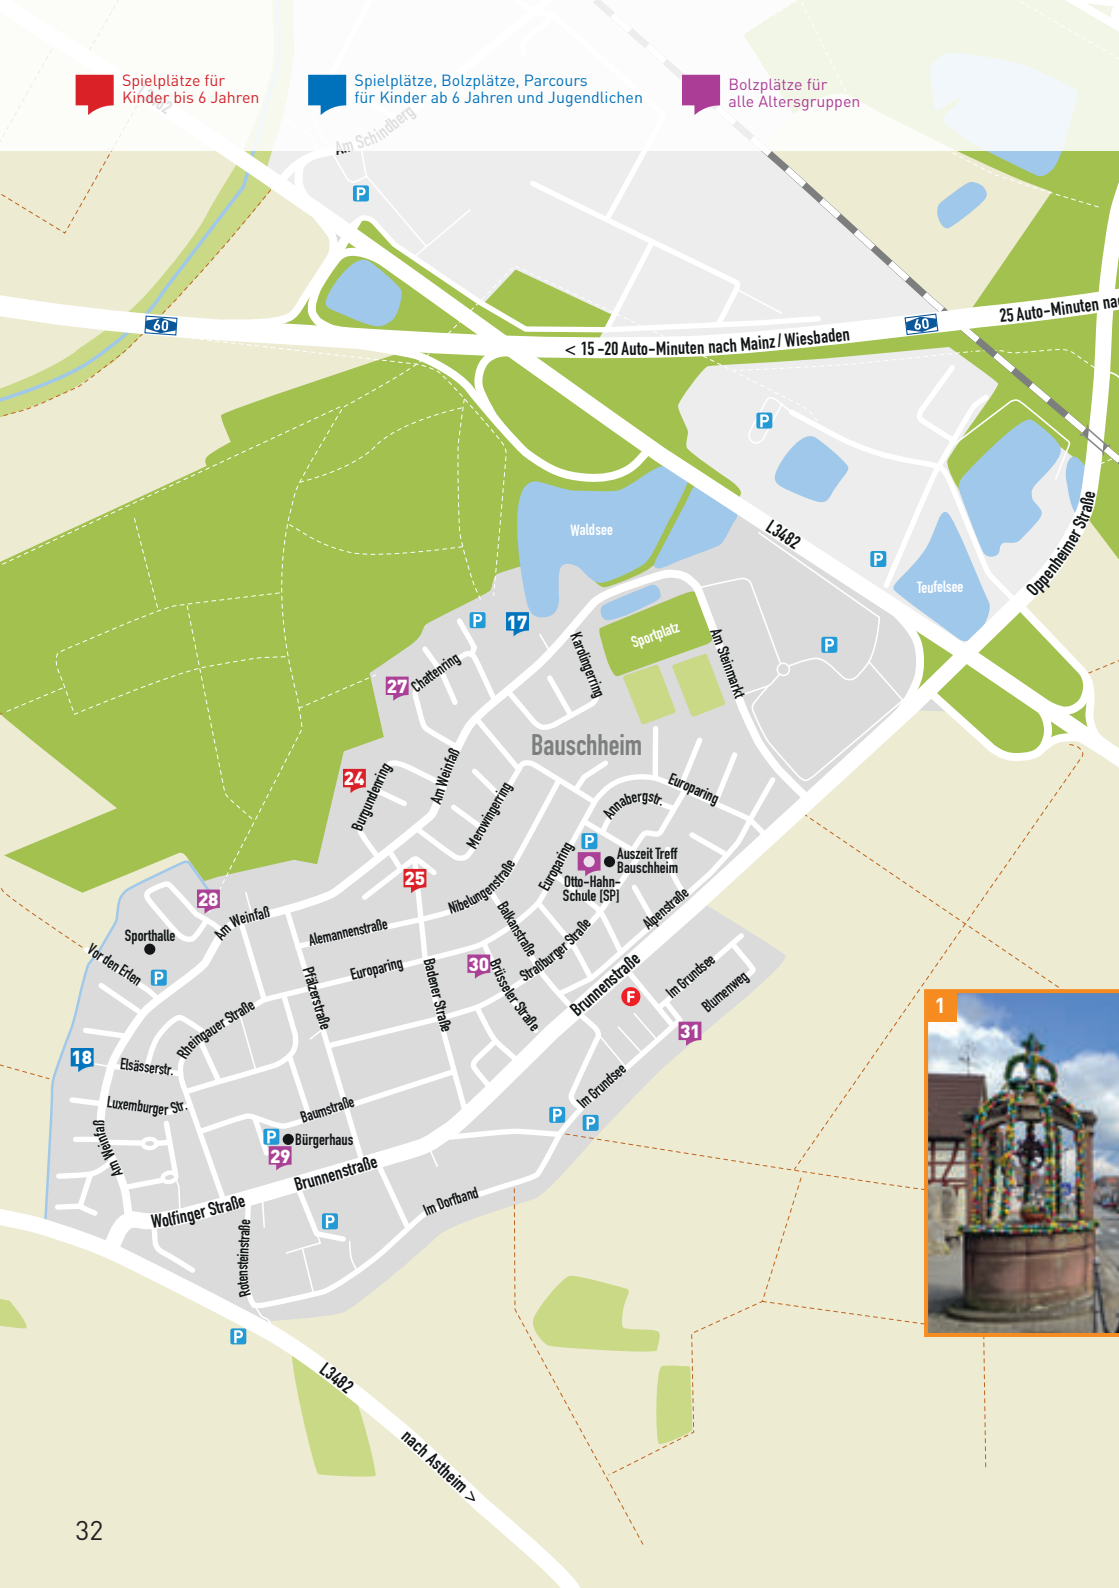 Spielplätze für
Kinder bis 6 Jahren
Spielplätze, Bolzplätze, Parcours
für Kinder ab 6 Jahren und Jugendlichen
Bolzplätze für
alle Altersgruppen
Am Schindberg
P
60
60
25 Auto-Minuten na
< 15 -20 Auto-Minuten nach Mainz / Wiesbaden
P
L3482
Waldsee
P
Teufelsee
Oppenheimer Straße
P
17
Karolingerring
Sportplatz
Am Steinmarkt
P
27
Chattenring
Bauschheim
24
Burgundenring
Am Weinfaß
Merowingerring
Europaring
Annabergstr.
P
Auszeit Treff
Bauschheim
Otto-Hahn-
Schule [SP]
Europaring
25
Nibelungenstraße
28
Am Weinfaß
Alemannenstraße
Balkanstraße
Alpenstraße
Sporthalle
Vor den Erlen
P
Europaring
30
Straßburger Straße
Brüsseler Straße
Brunnenstraße
Im Grundsee
Blumenweg
F
Pfälzerstraße
Badener Straße
31
1
Rheingauer Straße
18
Elsässerstr.
Luxemburger Str.
Im Grundsee
Baumstraße
P
P
Am Weinfaß
P
Bürgerhaus
29
Brunnenstraße
Wolfinger Straße
Im Dorfband
P
Rotensteinstraße
P
L3482
nach Astheim >
32